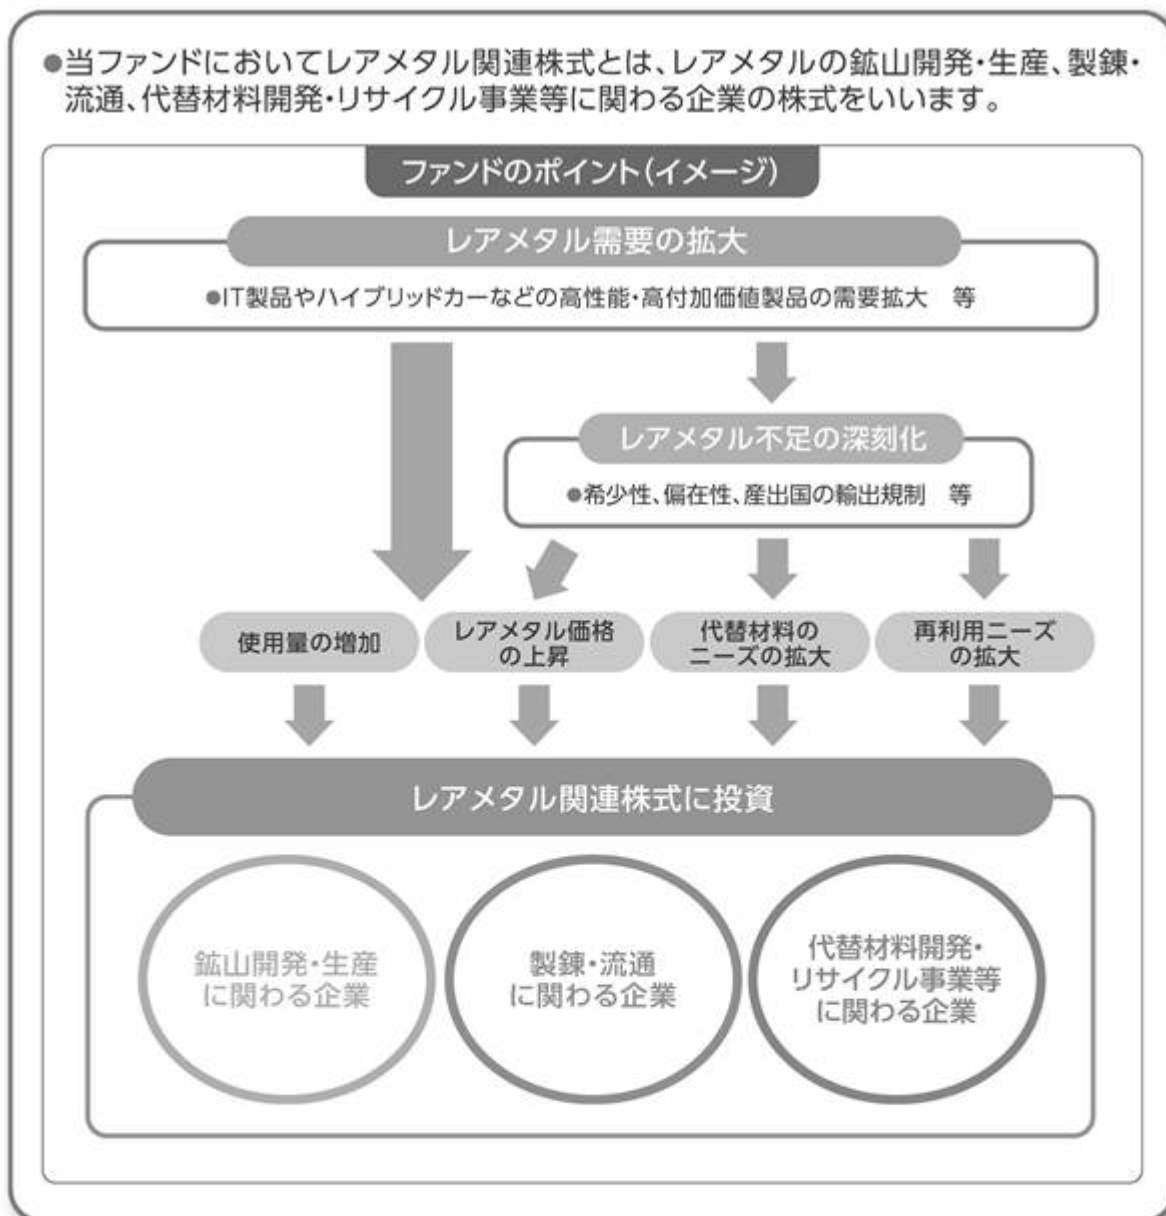 ●当ファンドにおいてレアメタル関連株式とは、レアメタルの鉱山開発・生産、製錬・
流通、代替材料開発・リサイクル事業等に関わる企業の株式をいいます。
ファンドのポイント(イメージ)
レアメタル需要の拡大
●IT製品やハイブリッドカーなどの高性能・高付加価値製品の需要拡大　等
レアメタル不足の深刻化
●希少性、偏在性、産出国の輸出規制　等
使用量の増加
レアメタル価格
の上昇
代替材料の
ニーズの拡大
再利用ニーズ
の拡大
レアメタル関連株式に投資
鉱山開発・生産
に関わる企業
製錬・流通
に関わる企業
代替材料開発・
リサイクル事業等
に関わる企業